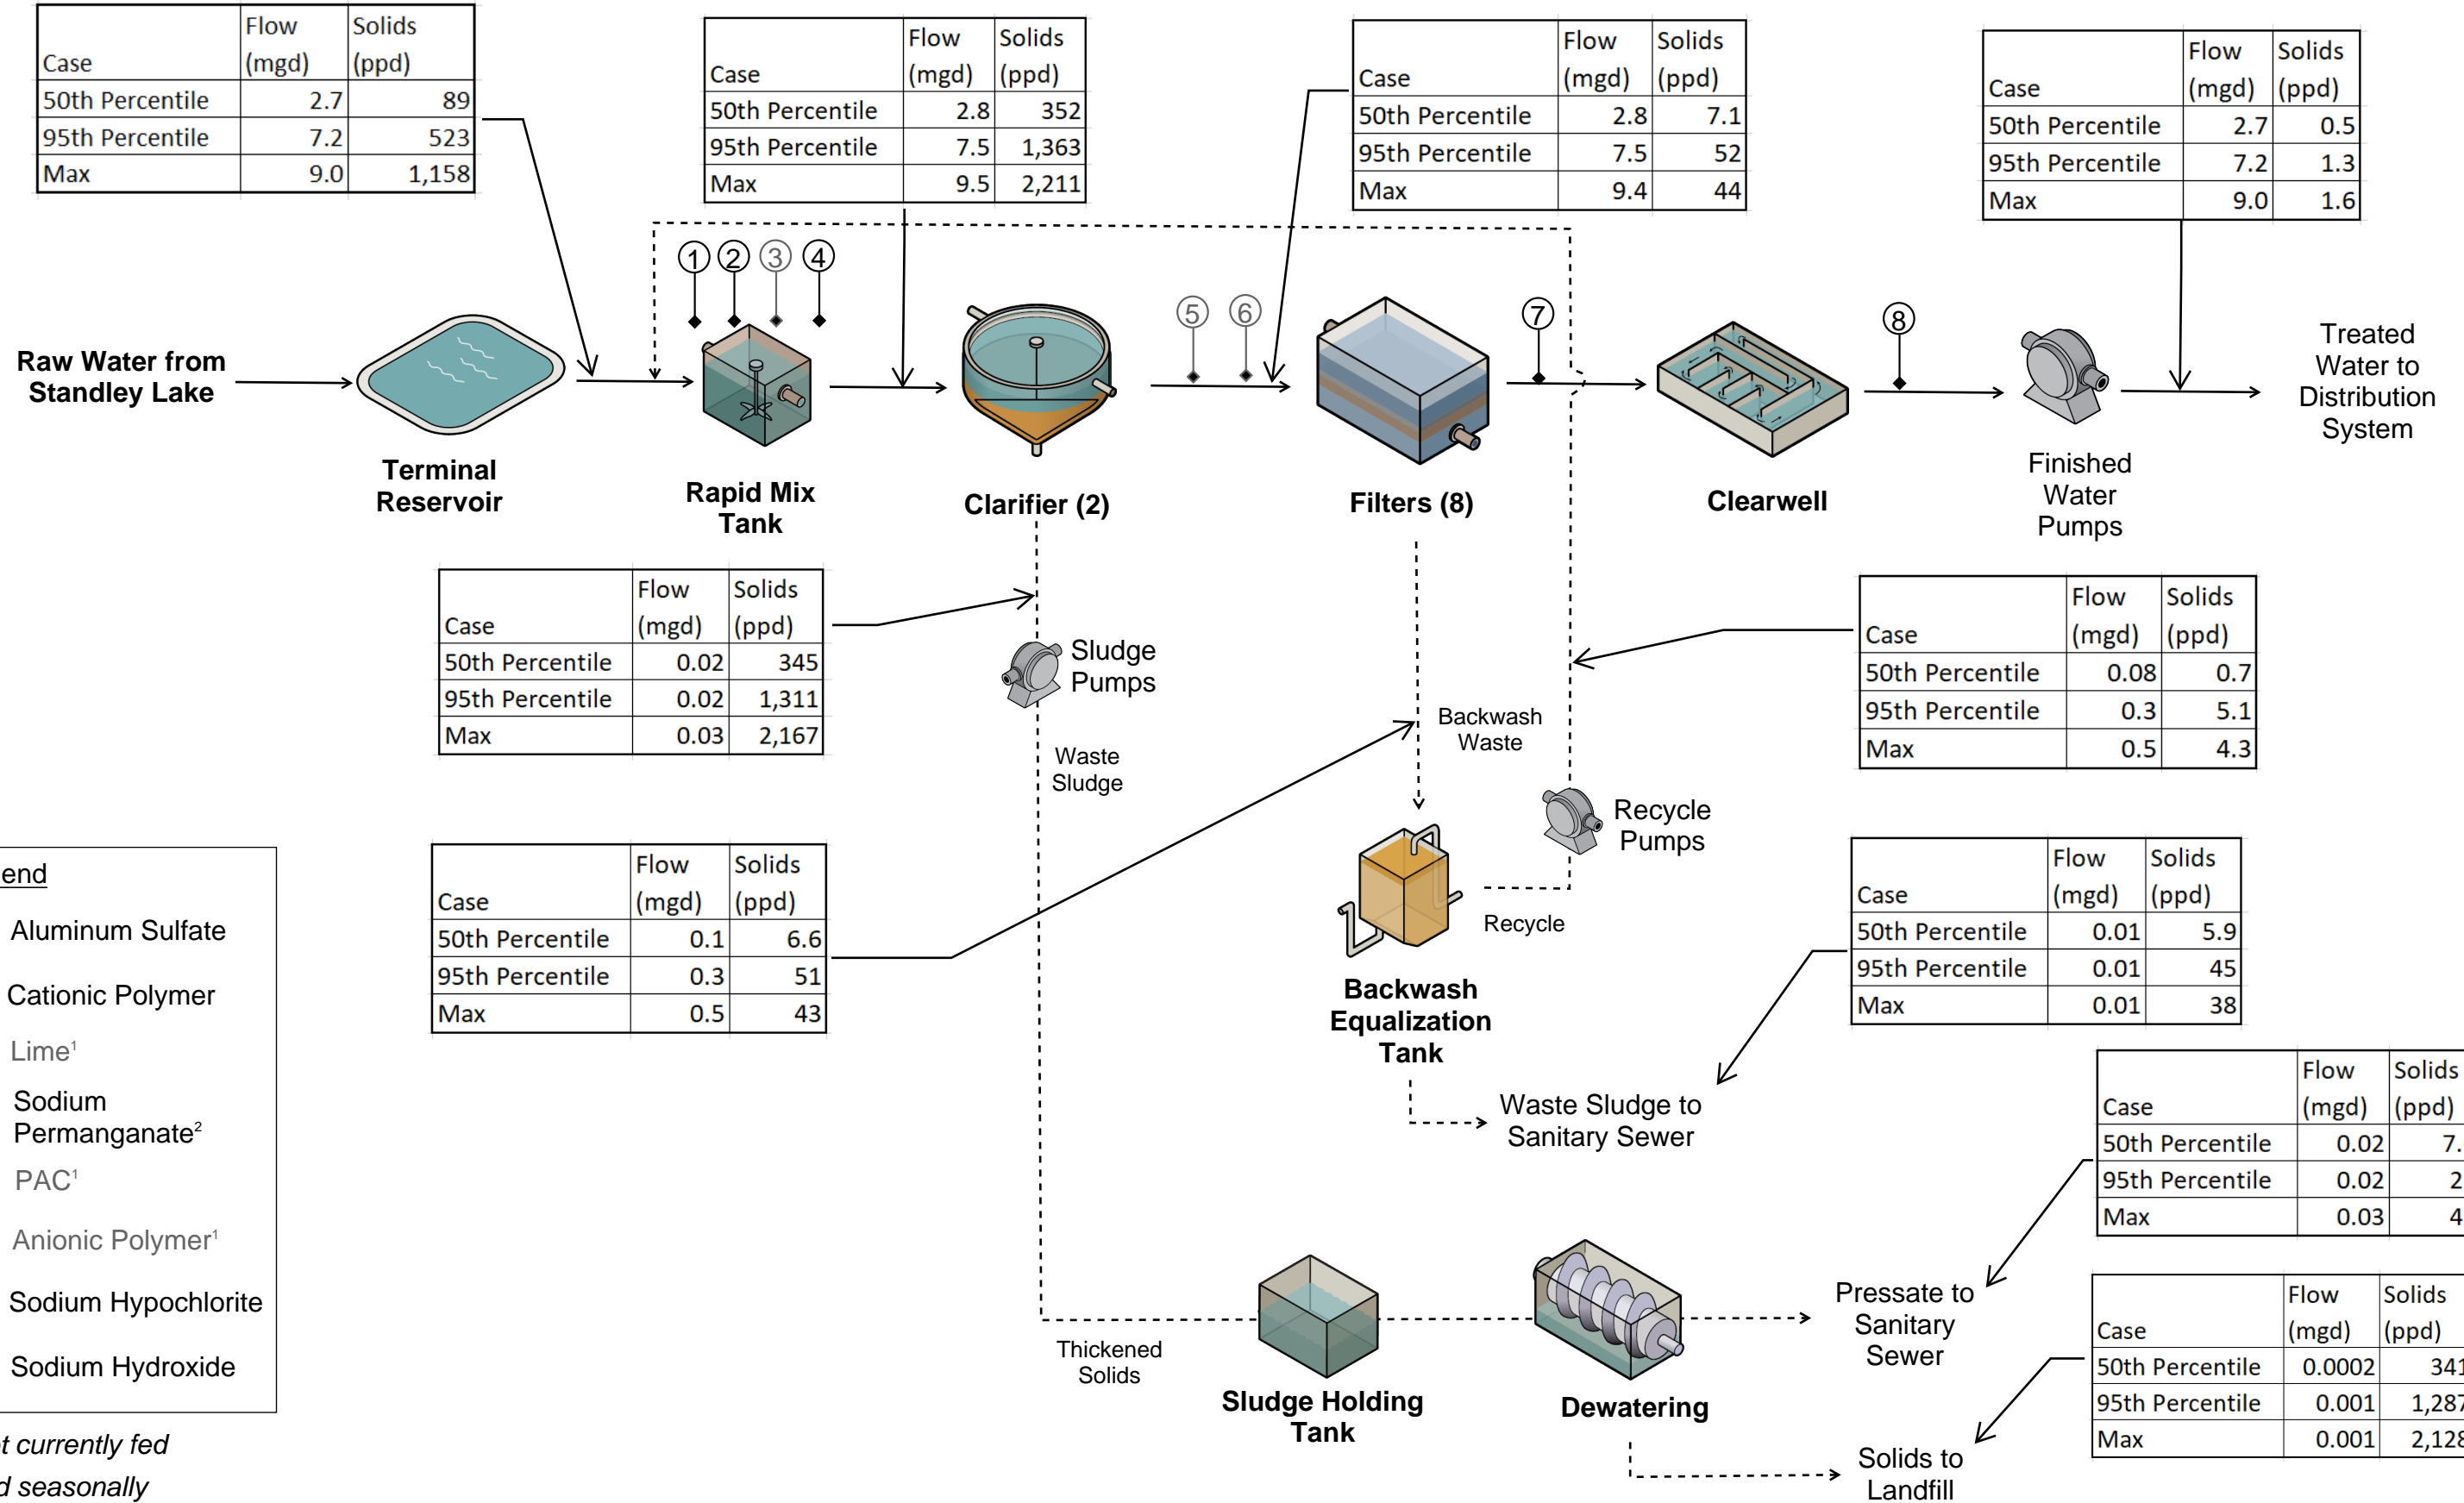 Case Flow (mgd) Solids (ppd)
50th Percentile 2.7 89
95th Percentile 7.2 523
Max 9.0 1,158
Case Flow (mgd) Solids (ppd)
50th Percentile 2.8 352
95th Percentile 7.5 1,363
Max 9.5 2,211
Case Flow (mgd) Solids (ppd)
50th Percentile 2.8 7.1
95th Percentile 7.5 52
Max 9.4 44
Case Flow (mgd) Solids (ppd)
50th Percentile 2.7 0.5
95th Percentile 7.2 1.3
Max 9.0 1.6
1 2 3 4
5 6
7
8
Raw Water from
Standley Lake
Terminal
Reservoir
Rapid Mix
Tank
Clarifier (2)
Filters (8)
Clearwell
Finished
Water
Pumps
Treated
Water to
Distribution
System
Case Flow (mgd) Solids (ppd)
50th Percentile 0.02 345
95th Percentile 0.02 1,311
Max 0.03 2,167
Sludge
Pumps
Waste
Sludge
Backwash
Waste
Case Flow (mgd) Solids (ppd)
50th Percentile 0.08 0.7
95th Percentile 0.3 5.1
Max 0.5 4.3
Recycle
Pumps
Recycle
Case Flow (mgd) Solids (ppd)
50th Percentile 0.1 6.6
95th Percentile 0.3 51
Max 0.5 43
Backwash
Equalization
Tank
Case Flow (mgd) Solids (ppd)
50th Percentile 0.01 5.9
95th Percentile 0.01 45
Max 0.01 38
Waste Sludge to
Sanitary Sewer
Case Flow (mgd) Solids (ppd)
50th Percentile 0.02 7.
95th Percentile 0.02 2
Max 0.03 4
Thickened
Solids
Sludge Holding
Tank
Dewatering
Pressate to
Sanitary
Sewer
Case Flow (mgd) Solids (ppd)
50th Percentile 0.0002 341
95th Percentile 0.001 1,287
Max 0.001 2,128
Solids to
Landfill
end
Aluminum Sulfate
Cationic Polymer
Lime¹
Sodium
Permanganate²
PAC¹
Anionic Polymer¹
Sodium Hypochlorite
Sodium Hydroxide
t currently fed
d seasonally